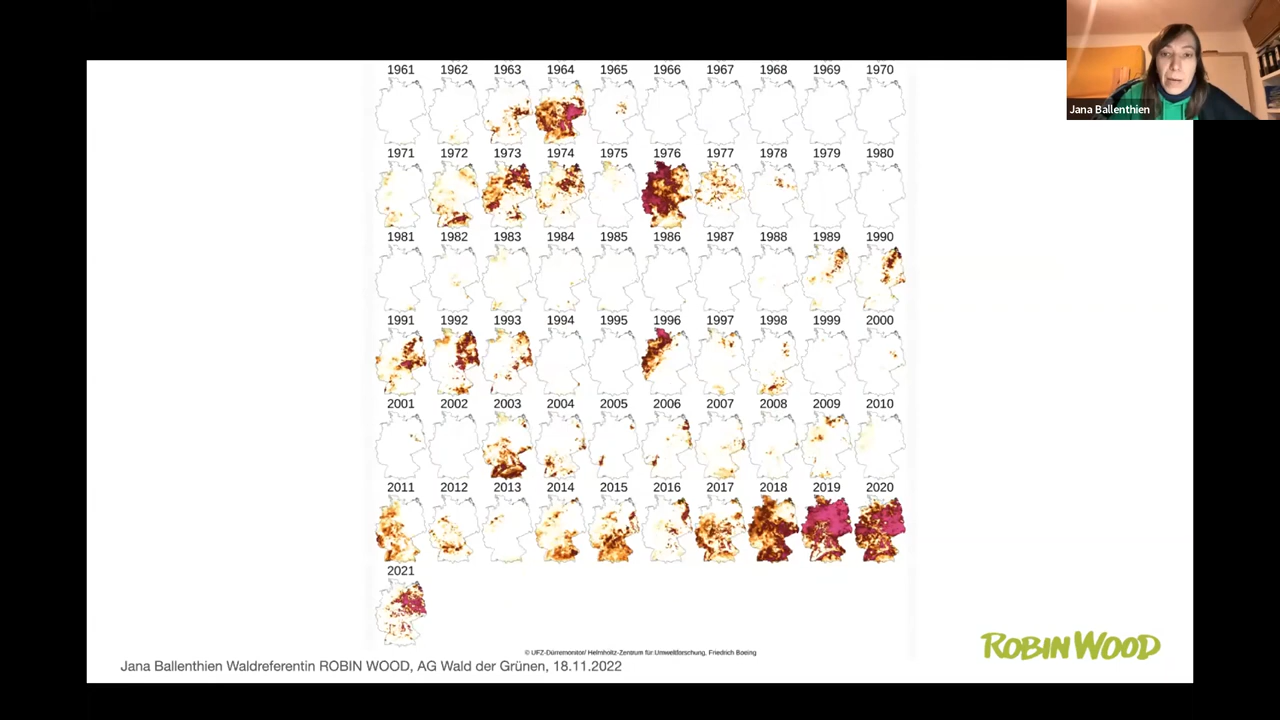 Jana Ballenthien
1961 1962 1963 1964 1965 1966 1967 1968 1969 1970
1971 1972 1973 1974 1975 1976 1977 1978 1979 1980
1981 1982 1983 1984 1985 1986 1987 1988 1989 1990
1991 1992 1993 1994 1995 1996 1997 1998 1999 2000
2001 2002 2003 2004 2005 2006 2007 2008 2009 2010
2011 2012 2013 2014 2015 2016 2017 2018 2019 2020
2021
© UFZ-Dürremonitor/ Helmholtz-Zentrum für Umweltforschung, Friedrich Boeing
Jana Ballenthien Waldreferentin ROBIN WOOD, AG Wald der Grünen, 18.11.2022
ROBIN WOOD